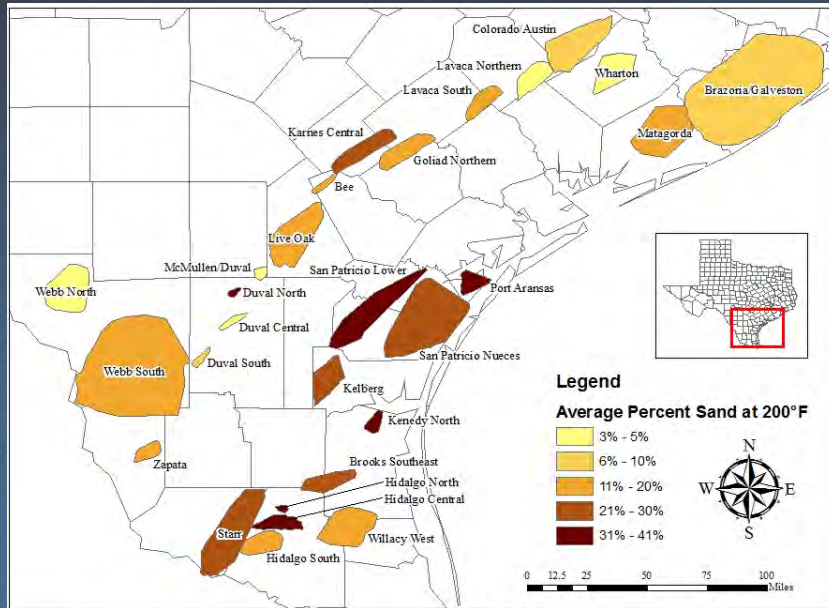 Colorado/Austin
Lavaca Northern
Wharton
Lavaca South
Brazoria/Galveston
Karnes Central
Matagorda
Goliad Northern
Bee
Live Oak
McMullen/Duval
San Patricio Lower
Port Aransas
Webb North
Duval North
Duval Central
San Patricio Nueces
Duval South
Webb South
Kelberg
Kenedy North
Zapata
Brooks Southeast
Hidalgo North
Hidalgo Central
Starr
Willacy West
Hidalgo South
Legend
Average Percent Sand at 200°F
3% - 5%
6% - 10%
11% - 20%
21% - 30%
31% - 41%
N
W E
S
0 12.5 25 50 75 100
Miles